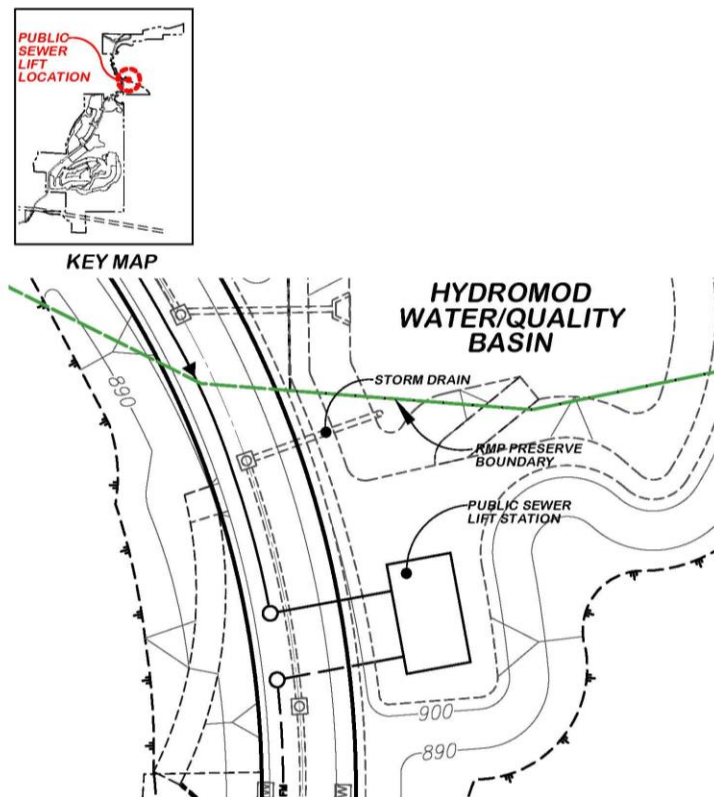 PUBLIC
SEWER
LIFT
LOCATION
KEY MAP
HYDROMOD
WATER/QUALITY
BASIN
890
STORM DRAIN
RMP PRESERVE
BOUNDARY
PUBLIC SEWER
LIFT STATION
900
890
W
W